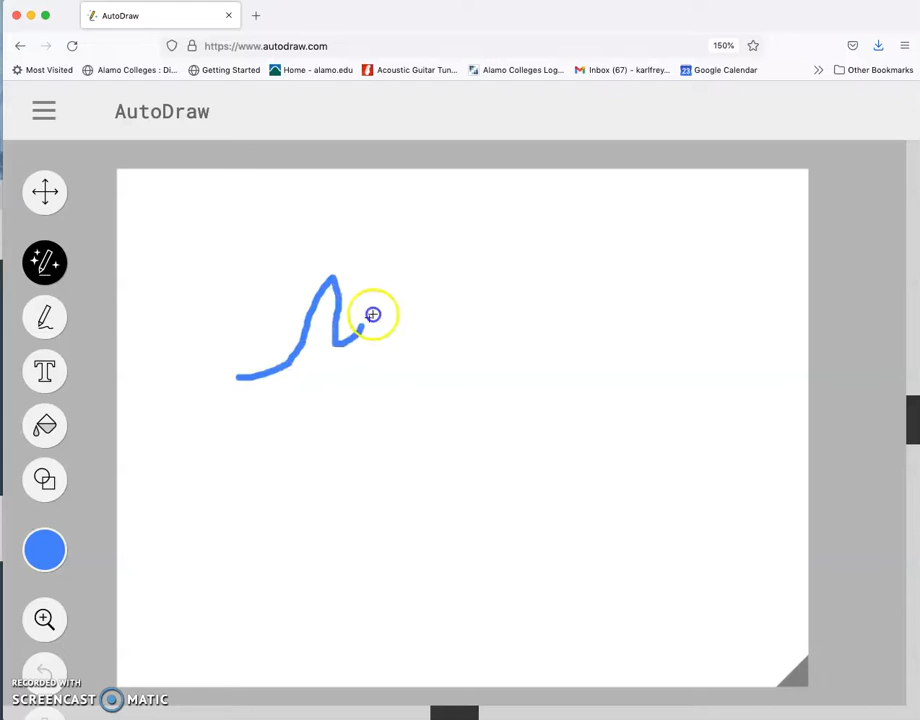 AutoDraw
https://www.autodraw.com
150%
Most Visited
Alamo Colleges : Di...
Getting Started
Home - alamo.edu
Acoustic Guitar Tun...
Alamo Colleges Log...
Inbox (67) - karlfrey...
23
Google Calendar
Other Bookmarks
AutoDraw
T
RECORDED WITH
SCREENCAST MATIC